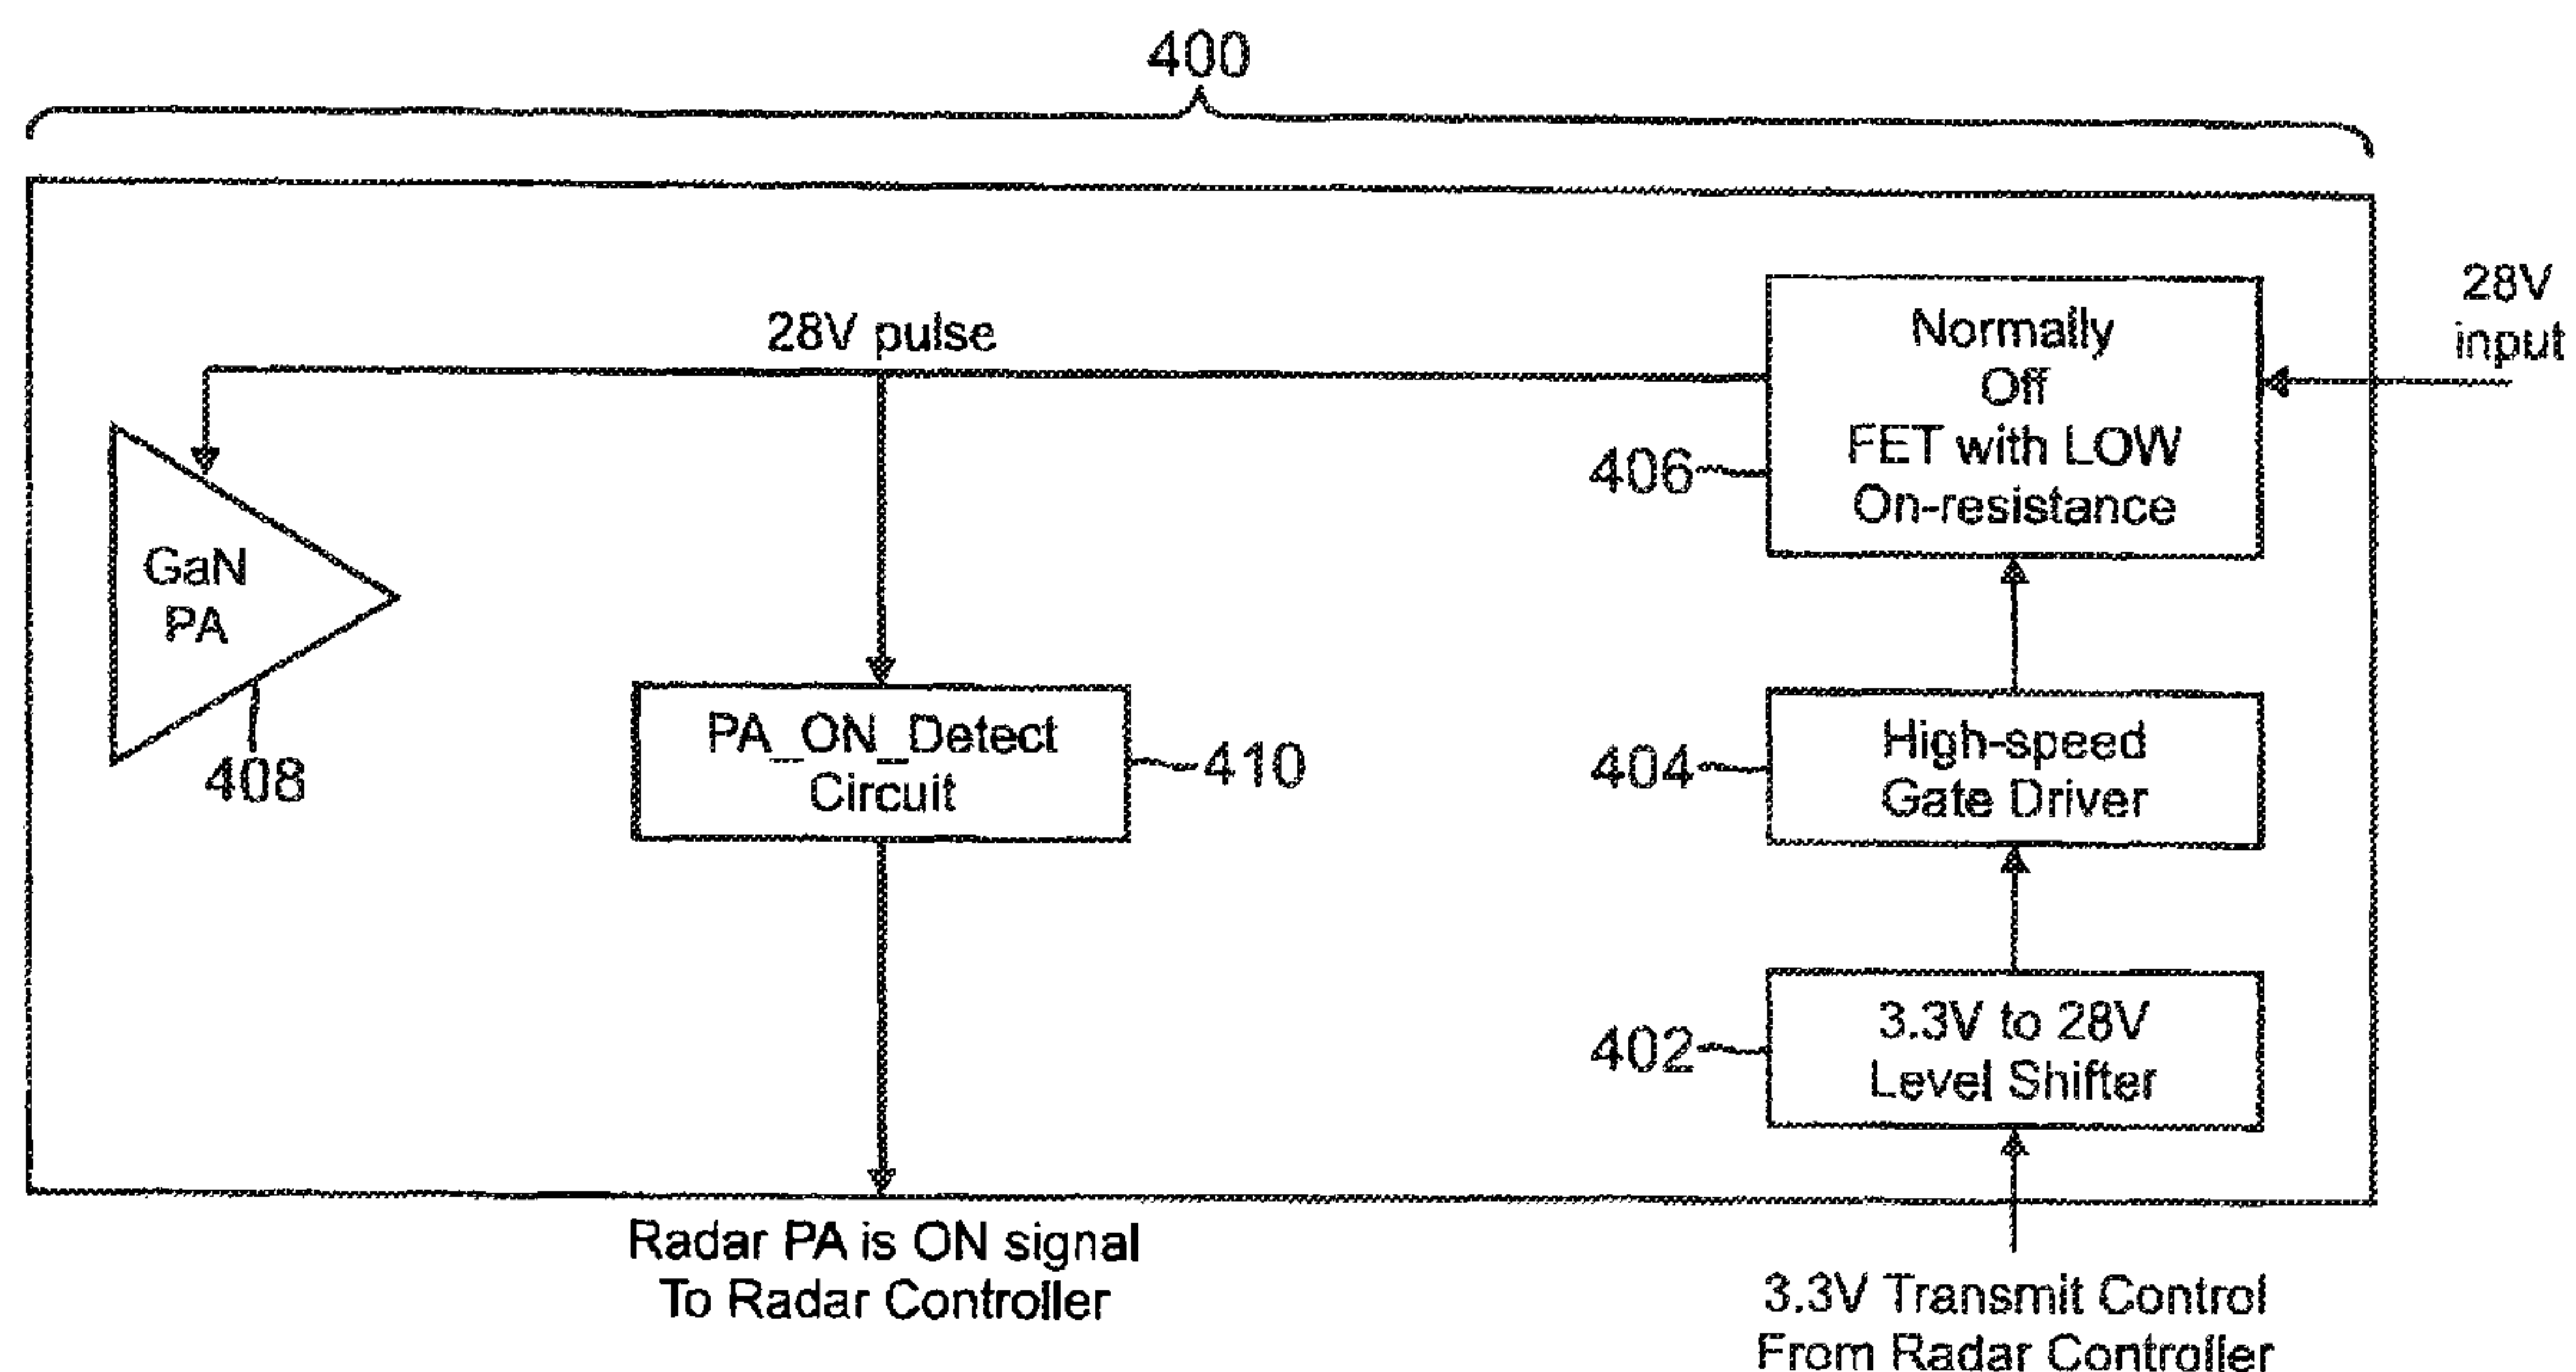 400
28V pulse
28V
input
Normally
Off
FET with LOW
On-resistance
406
GaN
PA
408
PA_ON_Detect
Circuit
410
High-speed
Gate Driver
404
3.3V to 28V
Level Shifter
402
Radar PA is ON signal
To Radar Controller
3.3V Transmit Control
From Radar Controller